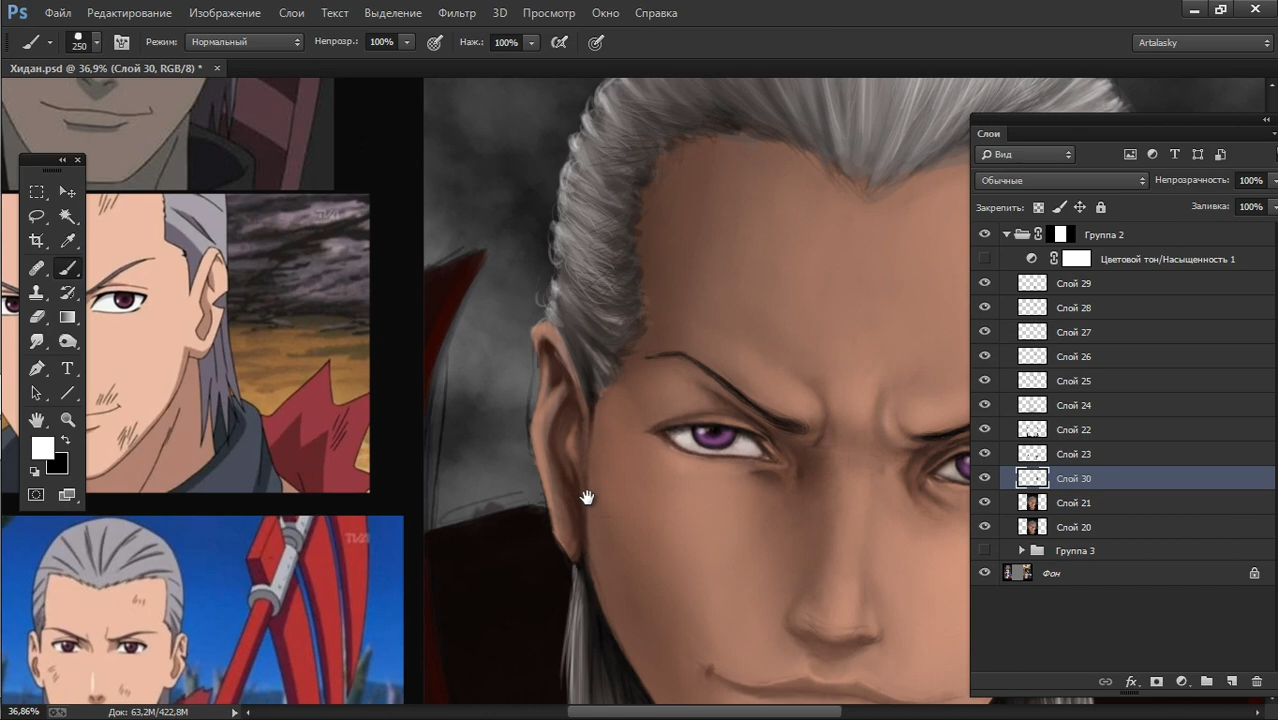 Ps Файл Редактирование Изображение Слои Текст Выделение Фильтр 3D Просмотр Окно Справка
250 Режим: Нормальный Непрозр.: 100% Наж.: 100% Artalasky
Хидан.psd @ 36,9% (Слой 30, RGB/8) * ×
Слои
Вид
Обычные Непрозрачность: 100%
Закрепить: Заливка: 100%
Группа 2
Цветовой тон/Насыщенность 1
Слой 29
Слой 28
Слой 27
Слой 26
Слой 25
Слой 24
Слой 22
Слой 23
Слой 30
Слой 21
Слой 20
Группа 3
Фон
36,86% Док: 63,2M/422,8M